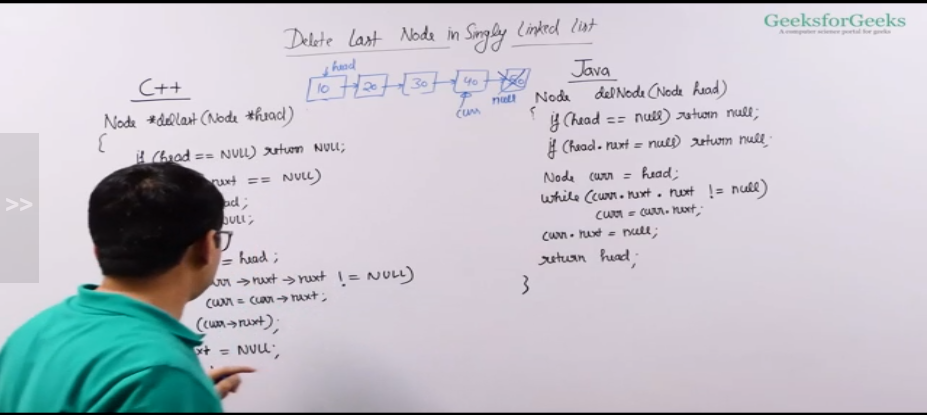 GeeksforGeeks
A computer science portal for geeks
Delete Last Node in Singly Linked List
head
10 20 30 40 50
curr null
C++
Node *delLast(Node *head)
{
if (head == NULL) return NULL;
next == NULL)
ad;
NULL;
}
= head;
curr → next → next != NULL)
curr = curr → next;
(curr → next);
xt = NULL;
Java
Node delNode(Node head)
{
if (head == null) return null;
if (head.next = null) return null;
Node curr = head;
while (curr.next.next != null)
curr = curr.next;
curr.next = null;
return head;
}
>>